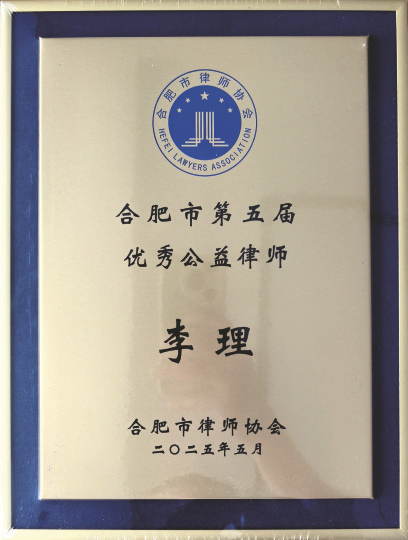 合肥市律师协会
HEFEI LAWYERS ASSOCIATION
合肥市第五届
优秀公益律师
李理
合肥市律师协会
二〇二五年五月